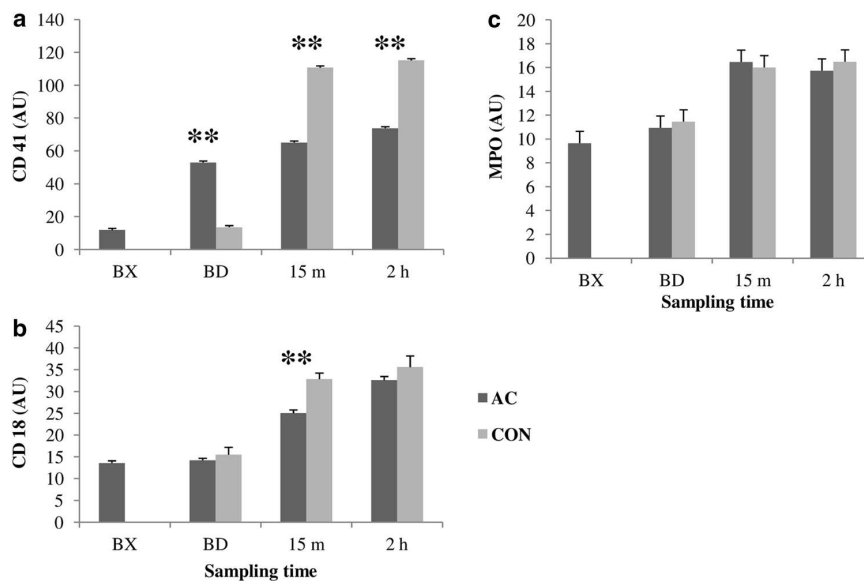 a
CD 41 (AU)
140
120
100
80
60
40
20
0
**
**
**
BX BD 15 m 2 h
b
CD 18 (AU)
45
40
35
30
25
20
15
10
5
0
**
BX BD 15 m 2 h
Sampling time
c
MPO (AU)
20
18
16
14
12
10
8
6
4
2
0
BX BD 15 m 2 h
Sampling time
AC
CON